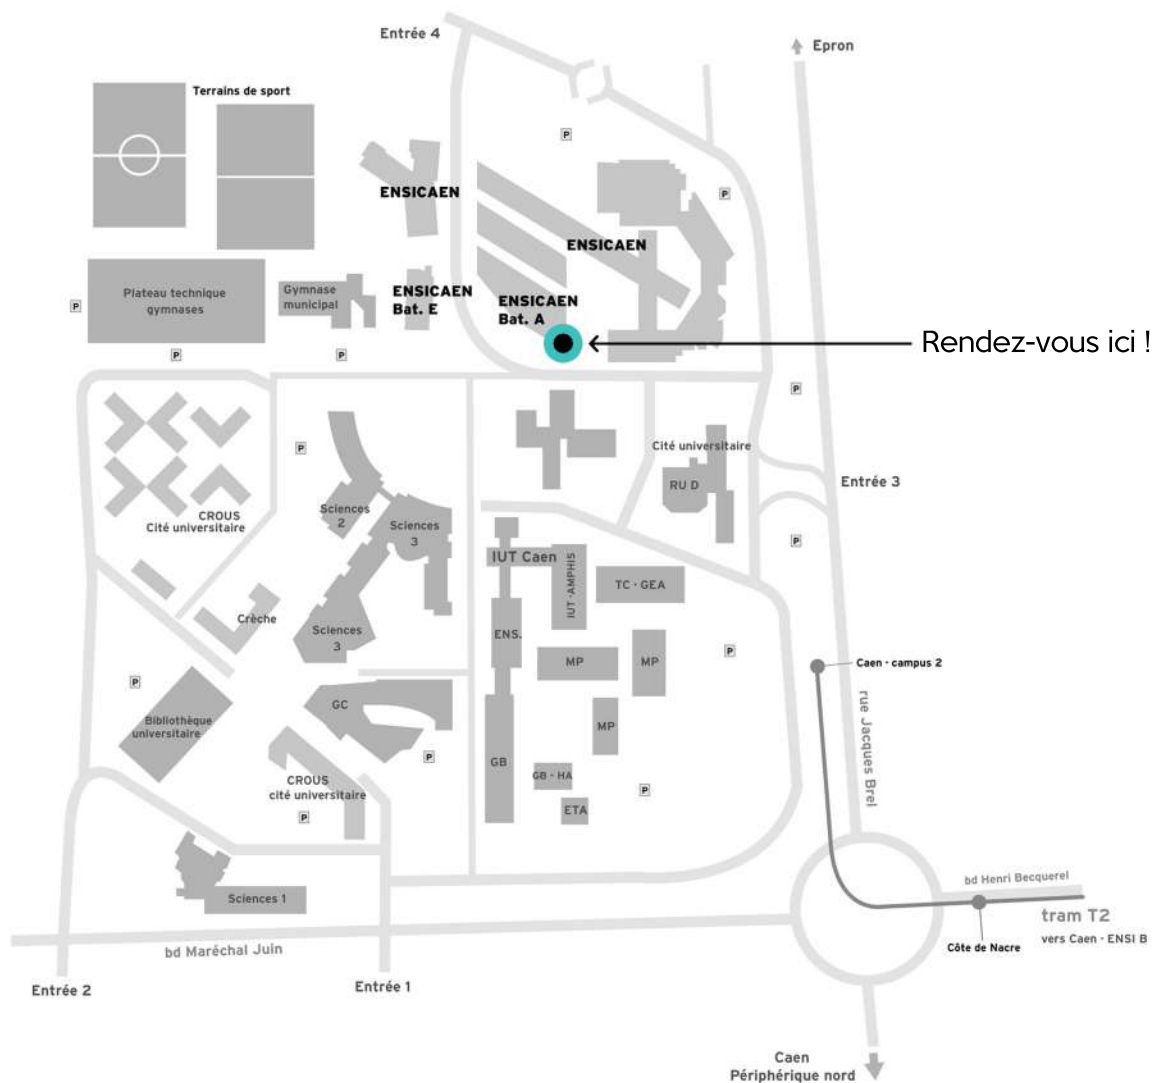 Entrée 4
Epron
Terrains de sport
P
P
ENSICAEN
ENSICAEN
Plateau technique
gymnases
Gymnase
municipal
ENSICAEN
Bat. E
ENSICAEN
Bat. A
P
Rendez-vous ici !
P
P
P
Cité universitaire
P
RU D
Entrée 3
CROUS
Cité universitaire
Sciences
2
Sciences
3
P
IUT Caen
IUT - AMPHIS
TC - GEA
Crèche
Sciences
3
ENS.
MP
MP
P
Caen - campus 2
P
GC
rue Jacques Brel
Bibliothèque
universitaire
MP
P
GB
GB - HA
CROUS
cité universitaire
P
ETA
P
Sciences 1
bd Henri Becquerel
tram T2
vers Caen - ENSI B
Côte de Nacre
bd Maréchal Juin
Entrée 2
Entrée 1
Caen
Périphérique nord